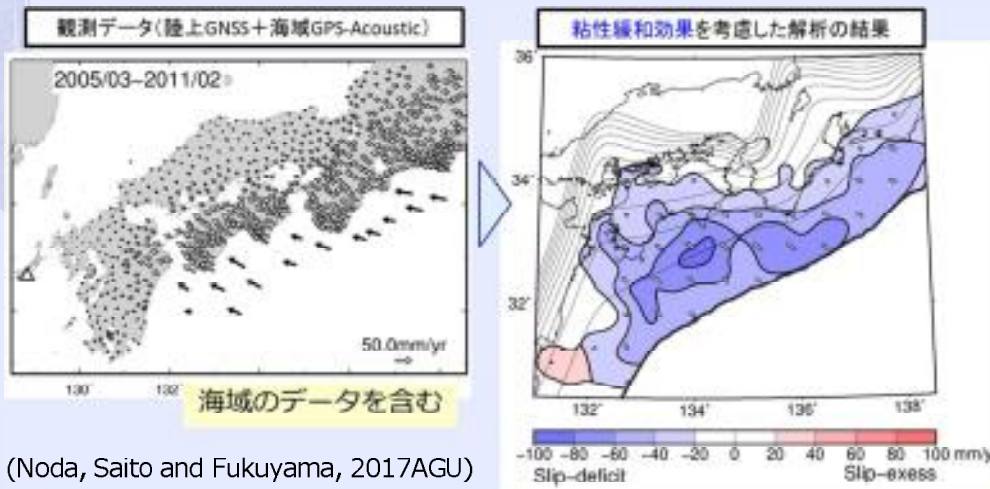 観測データ(陸上GNSS+海域GPS-Acoustic)
2005/03-2011/02
50.0mm/yr
130° 132°
海域のデータを含む
(Noda, Saito and Fukuyama, 2017AGU)
粘性緩和効果を考慮した解析の結果
36°
34°
32°
132° 134° 136° 138°
-100 -80 -60 -40 -20 0 20 40 60 80 100 mm/y
Slip-deficit Slip-exess